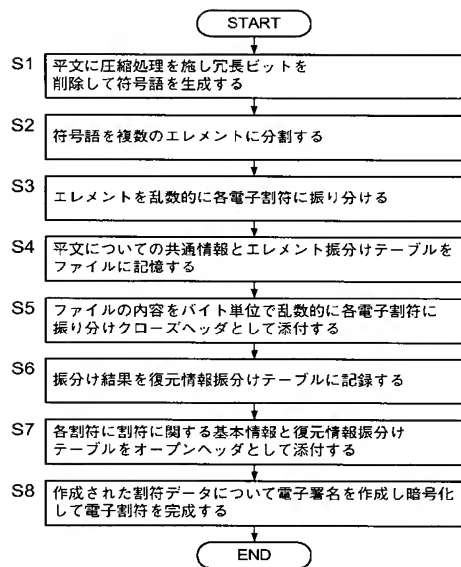 START
S1
平文に圧縮処理を施し冗長ビットを
削除して符号語を生成する
S2
符号語を複数のエレメントに分割する
S3
エレメントを乱数的に各電子割符に振り分ける
S4
平文についての共通情報とエレメント振分けテーブルを
ファイルに記憶する
S5
ファイルの内容をバイト単位で乱数的に各電子割符に
振り分けクローズヘッダとして添付する
S6
振分け結果を復元情報振分けテーブルに記録する
S7
各割符に割符に関する基本情報と復元情報振分け
テーブルをオープンヘッダとして添付する
S8
作成された割符データについて電子署名を作成し暗号化
して電子割符を完成する
END